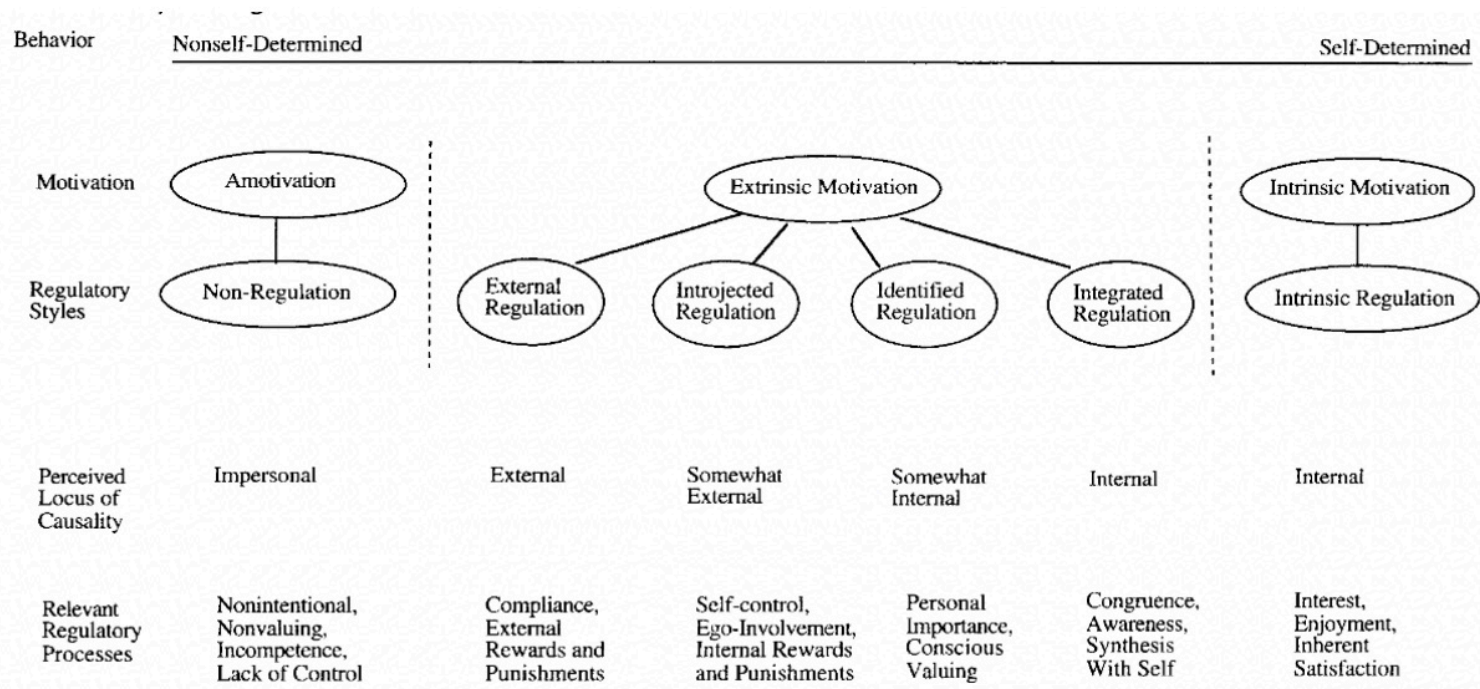 Behavior
Nonself-Determined
Self-Determined
Motivation
Amotivation
Extrinsic Motivation
Intrinsic Motivation
Regulatory
Styles
Non-Regulation
External
Regulation
Introjected
Regulation
Identified
Regulation
Integrated
Regulation
Intrinsic Regulation
Perceived
Locus of
Causality
Impersonal
External
Somewhat
External
Somewhat
Internal
Internal
Internal
Relevant
Regulatory
Processes
Nonintentional,
Nonvaluing,
Incompetence,
Lack of Control
Compliance,
External
Rewards and
Punishments
Self-control,
Ego-Involvement,
Internal Rewards
and Punishments
Personal
Importance,
Conscious
Valuing
Congruence,
Awareness,
Synthesis
With Self
Interest,
Enjoyment,
Inherent
Satisfaction